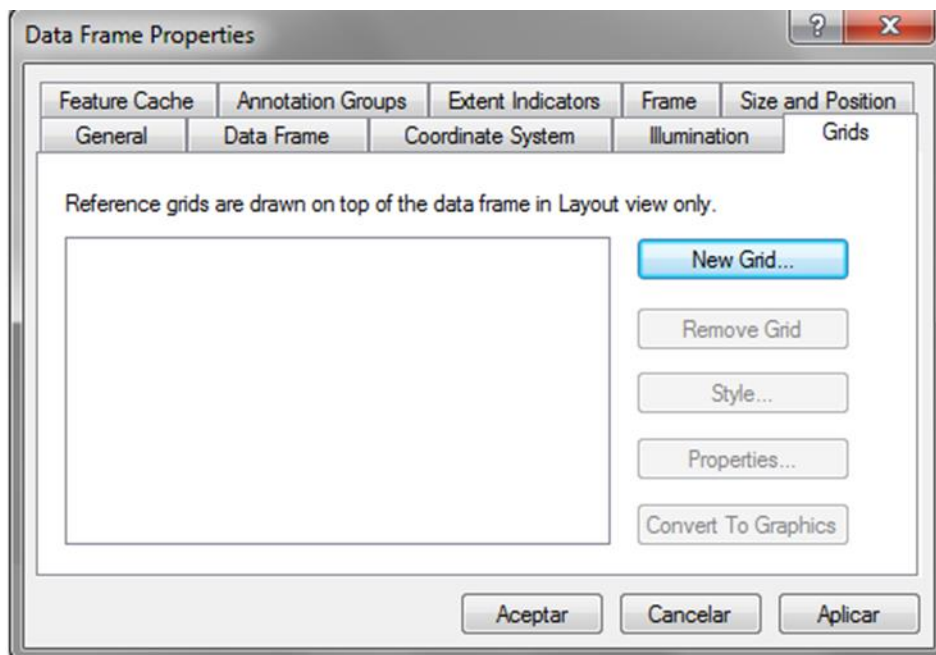 Data Frame Properties
Feature Cache Annotation Groups Extent Indicators Frame Size and Position
General Data Frame Coordinate System Illumination Grids
Reference grids are drawn on top of the data frame in Layout view only.
New Grid...
Remove Grid
Style...
Properties...
Convert To Graphics
Aceptar Cancelar Aplicar